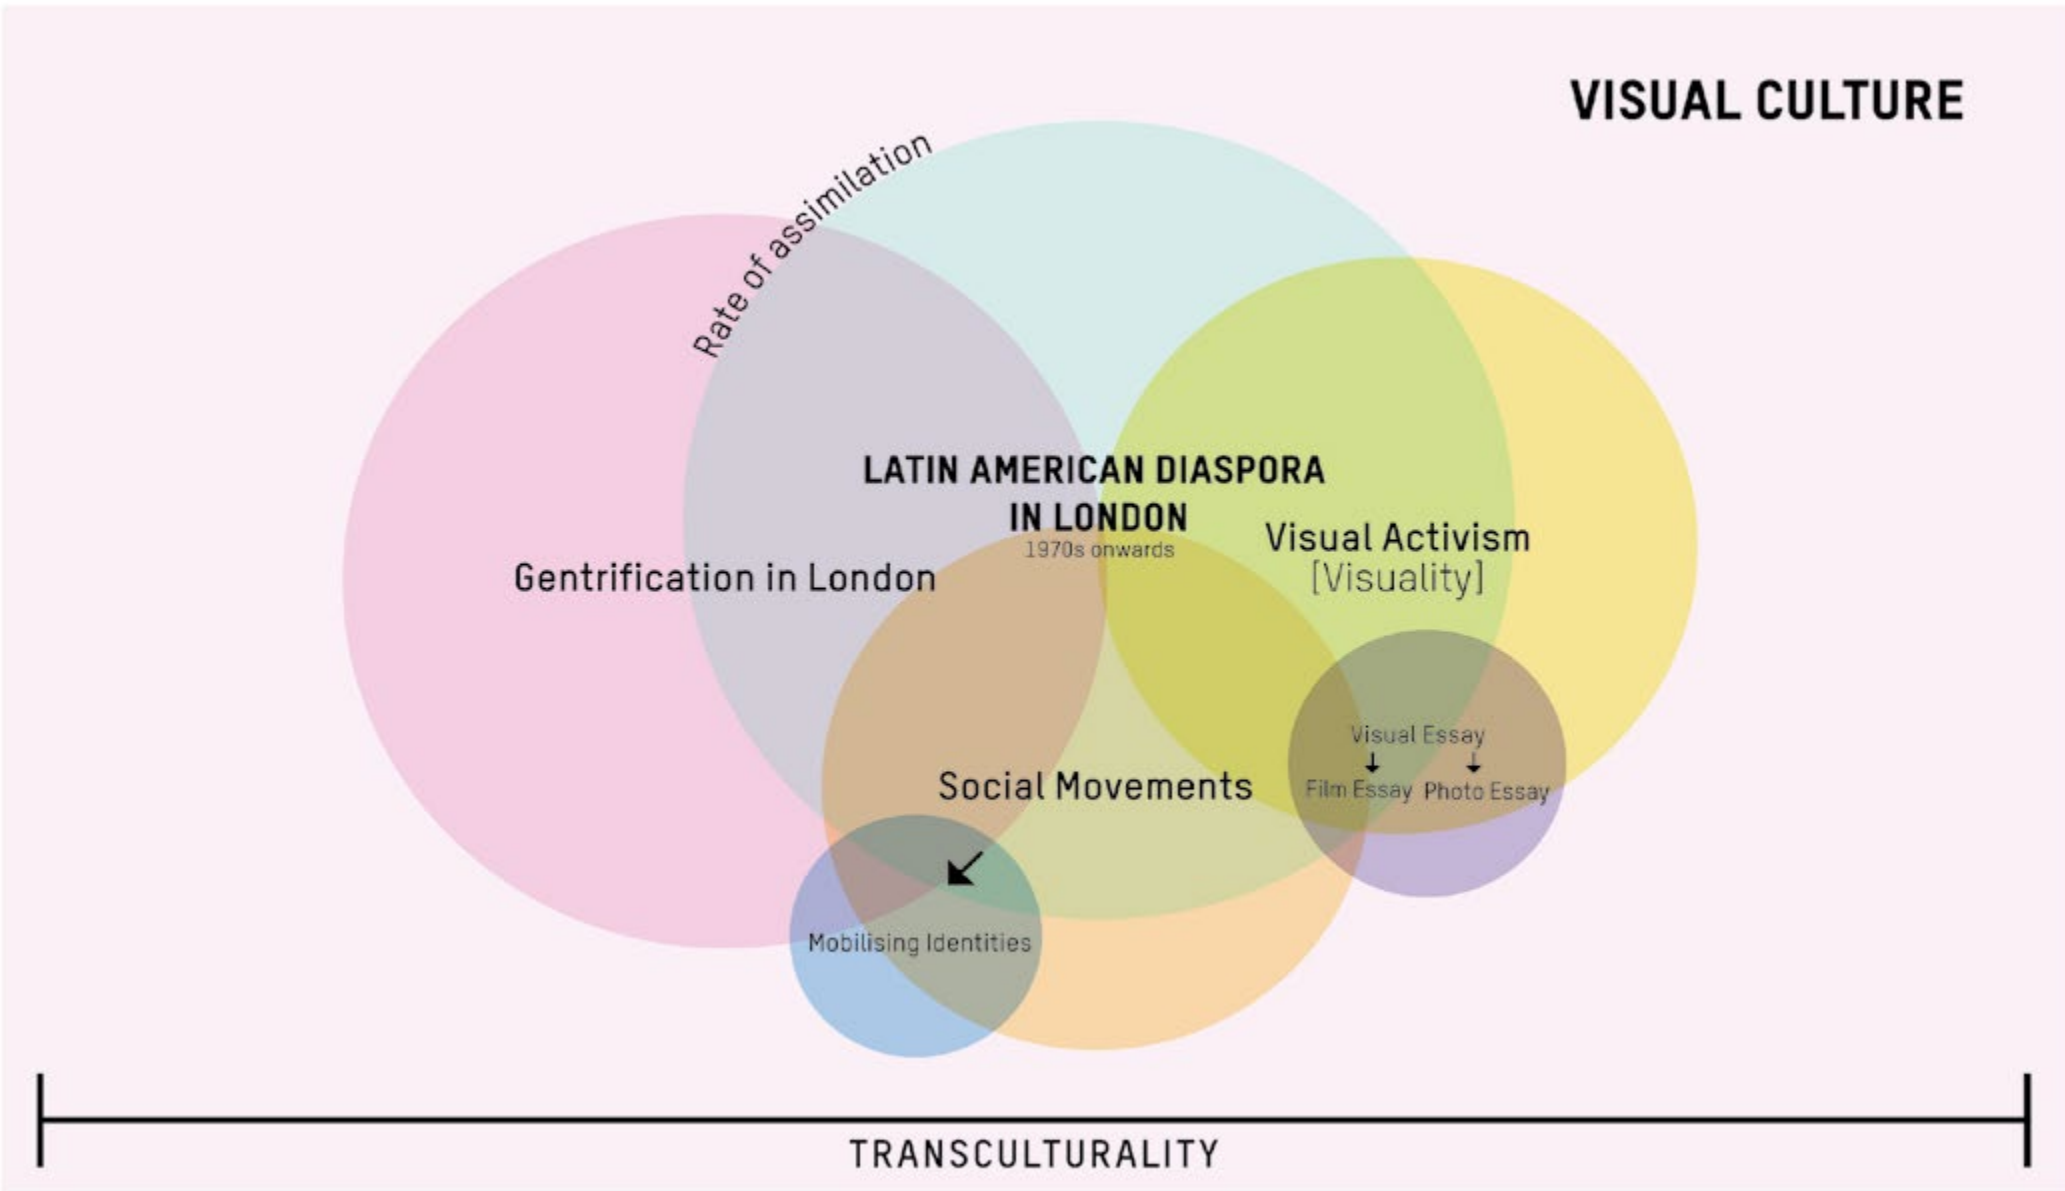 VISUAL CULTURE
Rate of assimilation
LATIN AMERICAN DIASPORA
IN LONDON
1970s onwards
Visual Activism
[Visuality]
Gentrification in London
Visual Essay
Film Essay Photo Essay
Social Movements
Mobilising Identities
TRANSCULTURALITY